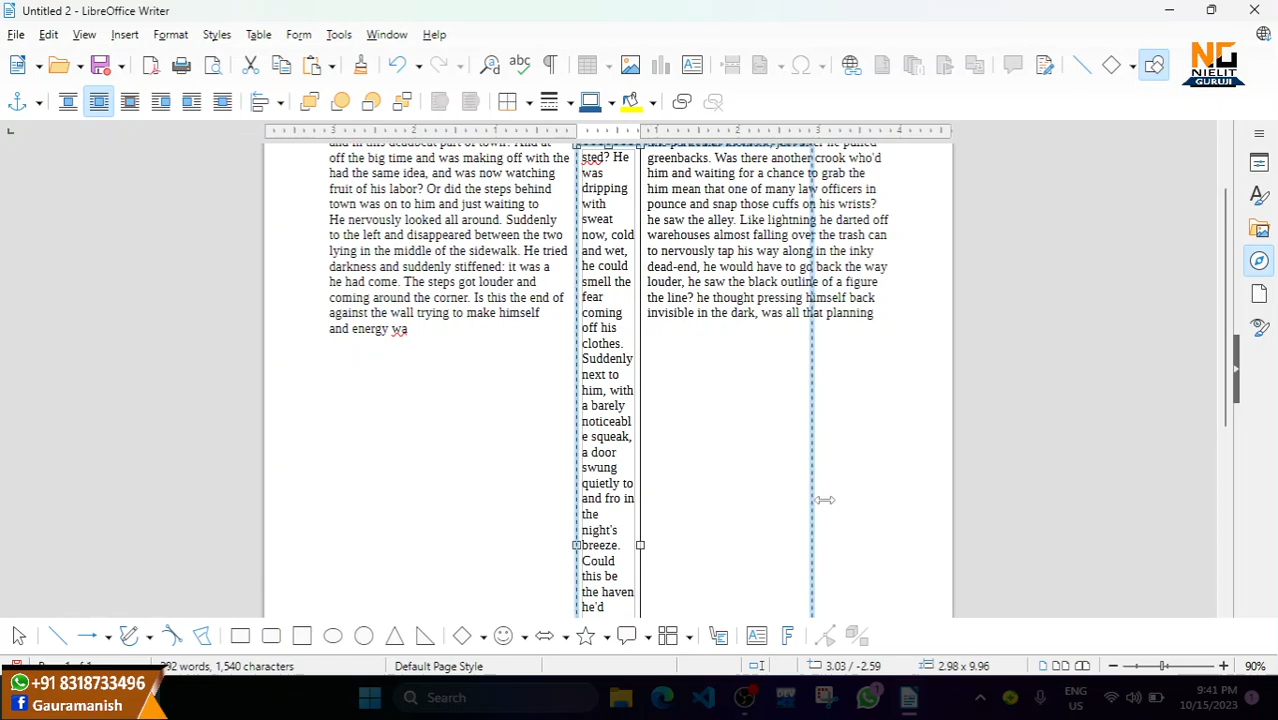 Untitled 2 - LibreOffice Writer
File Edit View Insert Format Styles Table Form Tools Window Help
NG
NIELIT
GURUJI
3 2 1 1 2 3 4
off the big time and was making off with the
had the same idea, and was now watching
fruit of his labor? Or did the steps behind
town was on to him and just waiting to
He nervously looked all around. Suddenly
to the left and disappeared between the two
lying in the middle of the sidewalk. He tried
darkness and suddenly stiffened: it was a
he had come. The steps got louder and
coming around the corner. Is this the end of
against the wall trying to make himself
and energy wa
sted? He
was
dripping
with
sweat
now, cold
and wet,
he could
smell the
fear
coming
off his
clothes.
Suddenly
next to
him, with
a barely
noticeabl
e squeak,
a door
swung
quietly to
and fro in
the
night's
breeze.
Could
this be
the haven
he'd
greenbacks. Was there another crook who'd
him and waiting for a chance to grab the
him mean that one of many law officers in
pounce and snap those cuffs on his wrists?
he saw the alley. Like lightning he darted off
warehouses almost falling over the trash can
to nervously tap his way along in the inky
dead-end, he would have to go back the way
louder, he saw the black outline of a figure
the line? he thought pressing himself back
invisible in the dark, was all that planning
words, 1,540 characters
Default Page Style
3.03 / -2.59
2.98 x 9.96
90%
+91 8318733496
Gauramanish
Search
ENG
US
9:41 PM
10/15/2023